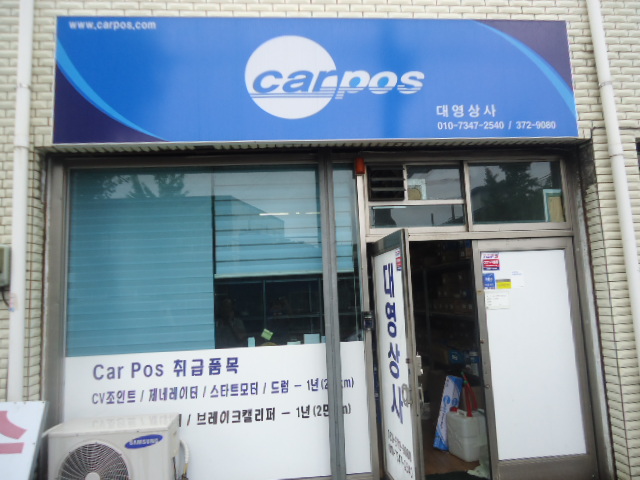 www.carpos.com
carpos
대영상사
010-7347-2540 / 372-9080
대영상사
Car Pos 취급품목
CV조인트 / 제네레이터 / 스타트모터 / 드럼 - 1년
/ 브레이크캘리퍼 - 1년
SAMSUNG